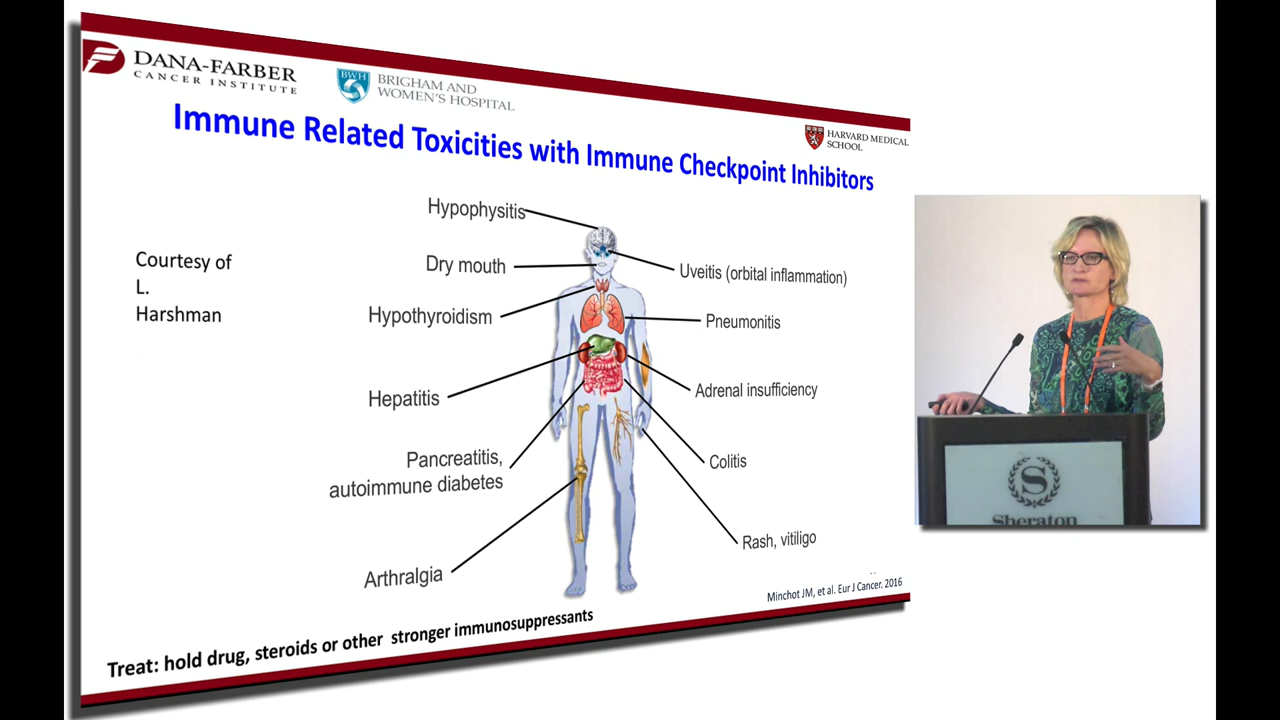 DANA-FARBER
CANCER INSTITUTE
BWH
BRIGHAM AND
WOMEN'S HOSPITAL
HARVARD MEDICAL
SCHOOL
Immune Related Toxicities with Immune Checkpoint Inhibitors
Courtesy of
L.
Harshman
Hypophysitis
Dry mouth
Hypothyroidism
Hepatitis
Pancreatitis,
autoimmune diabetes
Arthralgia
Uveitis (orbital inflammation)
Pneumonitis
Adrenal insufficiency
Colitis
Rash, vitiligo
Minchot JM, et al. Eur J Cancer. 2016
Treat: hold drug, steroids or other stronger immunosuppressants
S
Sheraton